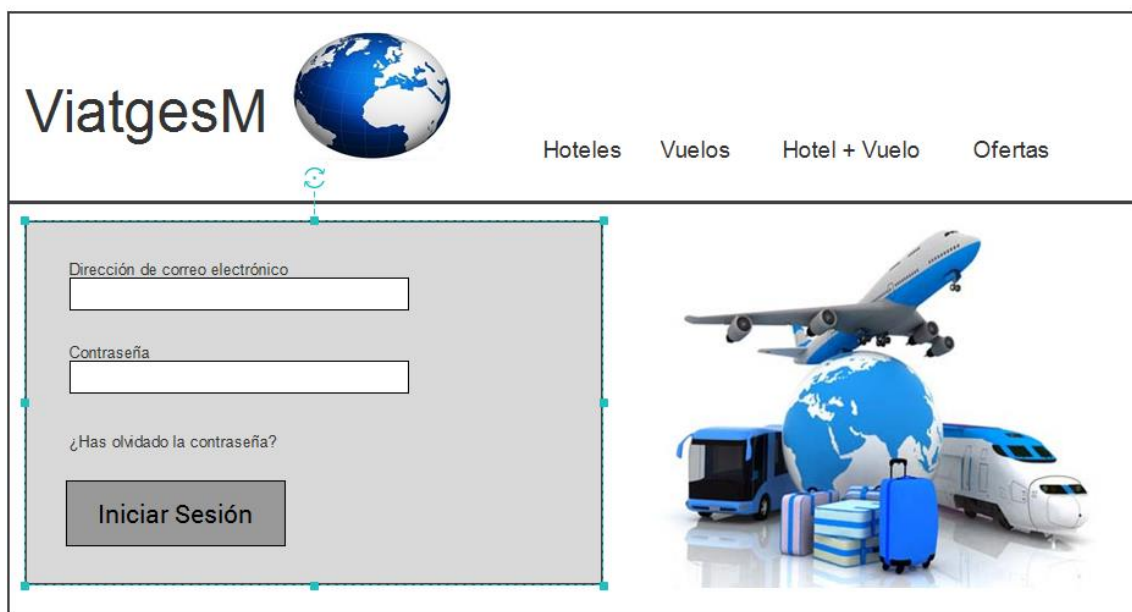 ViatgesM
Hoteles Vuelos Hotel + Vuelo Ofertas
Dirección de correo electrónico
Contraseña
¿Has olvidado la contraseña?
Iniciar Sesión